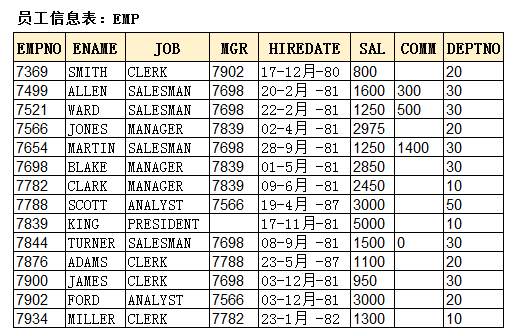 员工信息表：EMP
EMPNO ENAME JOB MGR HIREDATE SAL COMM DEPTNO
7369 SMITH CLERK 7902 17-12月-80 800 20
7499 ALLEN SALESMAN 7698 20-2月 -81 1600 300 30
7521 WARD SALESMAN 7698 22-2月 -81 1250 500 30
7566 JONES MANAGER 7839 02-4月 -81 2975 20
7654 MARTIN SALESMAN 7698 28-9月 -81 1250 1400 30
7698 BLAKE MANAGER 7839 01-5月 -81 2850 30
7782 CLARK MANAGER 7839 09-6月 -81 2450 10
7788 SCOTT ANALYST 7566 19-4月 -87 3000 50
7839 KING PRESIDENT 17-11月-81 5000 10
7844 TURNER SALESMAN 7698 08-9月 -81 1500 0 30
7876 ADAMS CLERK 7788 23-5月 -87 1100 20
7900 JAMES CLERK 7698 03-12月-81 950 30
7902 FORD ANALYST 7566 03-12月-81 3000 20
7934 MILLER CLERK 7782 23-1月 -82 1300 10